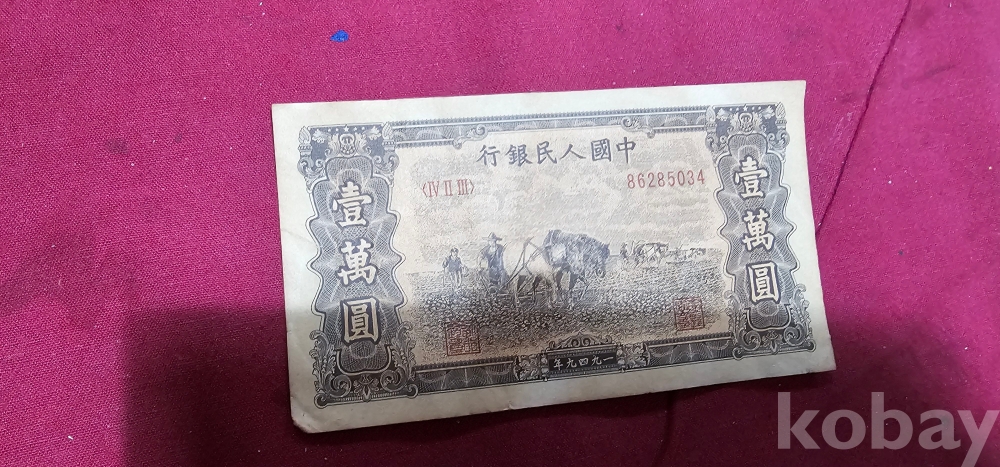 行銀民人國中
〈IV II III〉
86285034
壹萬圓
壹萬圓
年九四九一
kobay